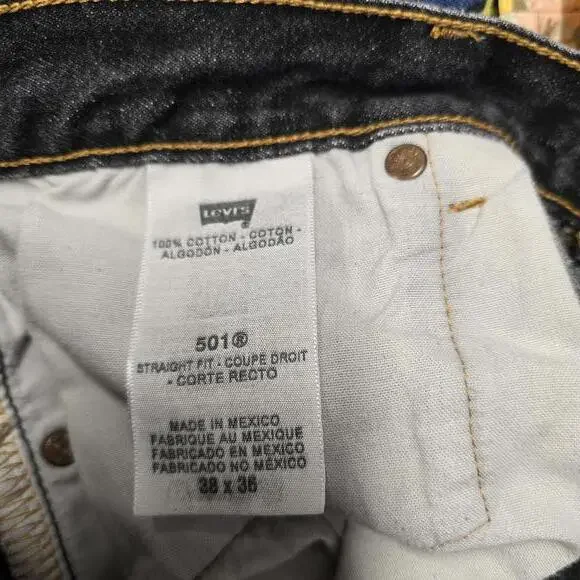 Levi's
®
100% COTTON - COTON -
ALGODÓN - ALGODÃO
501®
STRAIGHT FIT - COUPE DROIT
- CORTE RECTO
MADE IN MEXICO
FABRIQUE AU MEXIQUE
FABRICADO EN MEXICO
FABRICADO NO MÉXICO
38 x 36